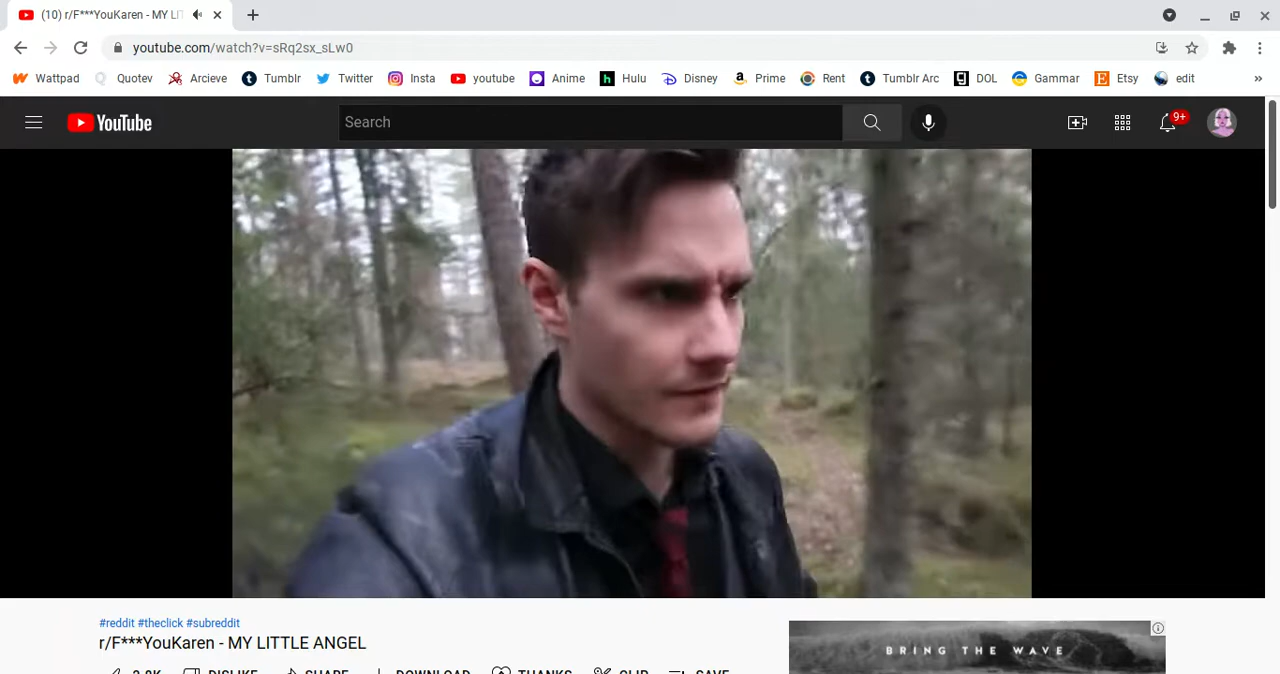 (10) r/F***YouKaren - MY LIT
youtube.com/watch?v=sRq2sx_sLw0
Wattpad Quotev Arcieve Tumblr Twitter Insta youtube Anime Hulu Disney Prime Rent Tumblr Arc DOL Gammar Etsy edit »
YouTube Search 9+
#reddit #theclick #subreddit
r/F***YouKaren - MY LITTLE ANGEL
BRING THE WAVE
DISLIKE SHARE DOWNLOAD THANKS CLIP SAVE